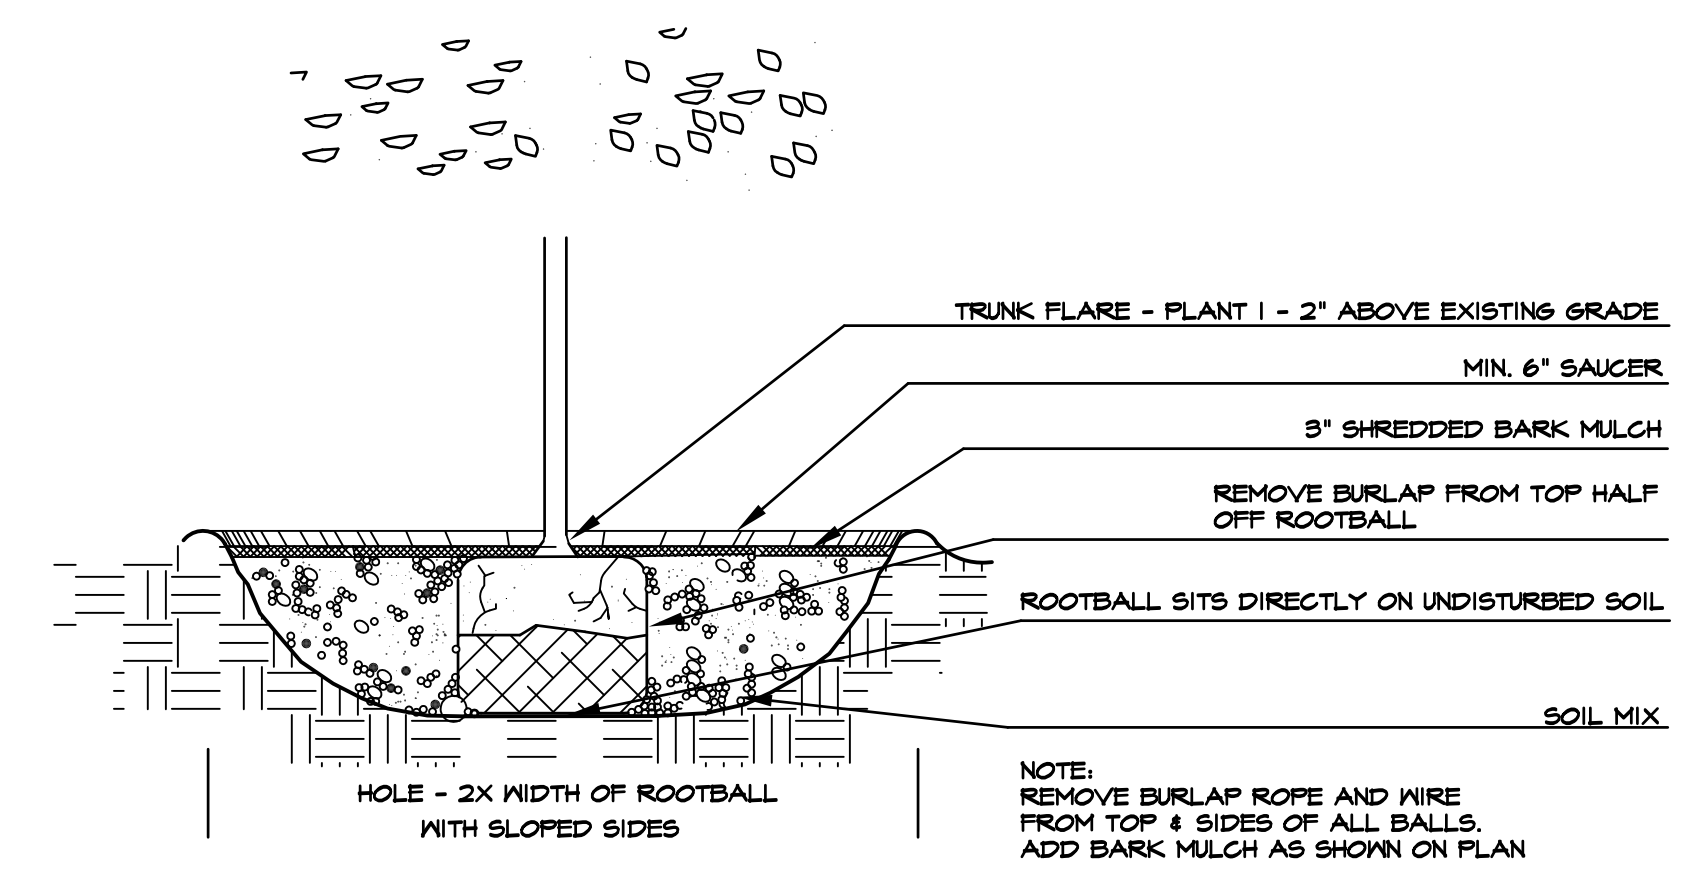 TRUNK FLARE - PLANT 1 - 2" ABOVE EXISTING GRADE
MIN. 6" SAUCER
3" SHREDDED BARK MULCH
REMOVE BURLAP FROM TOP HALF
OFF ROOTBALL
ROOTBALL SITS DIRECTLY ON UNDISTURBED SOIL
SOIL MIX
HOLE - 2X WIDTH OF ROOTBALL
WITH SLOPED SIDES
NOTE:
REMOVE BURLAP ROPE AND WIRE
FROM TOP & SIDES OF ALL BALLS.
ADD BARK MULCH AS SHOWN ON PLAN